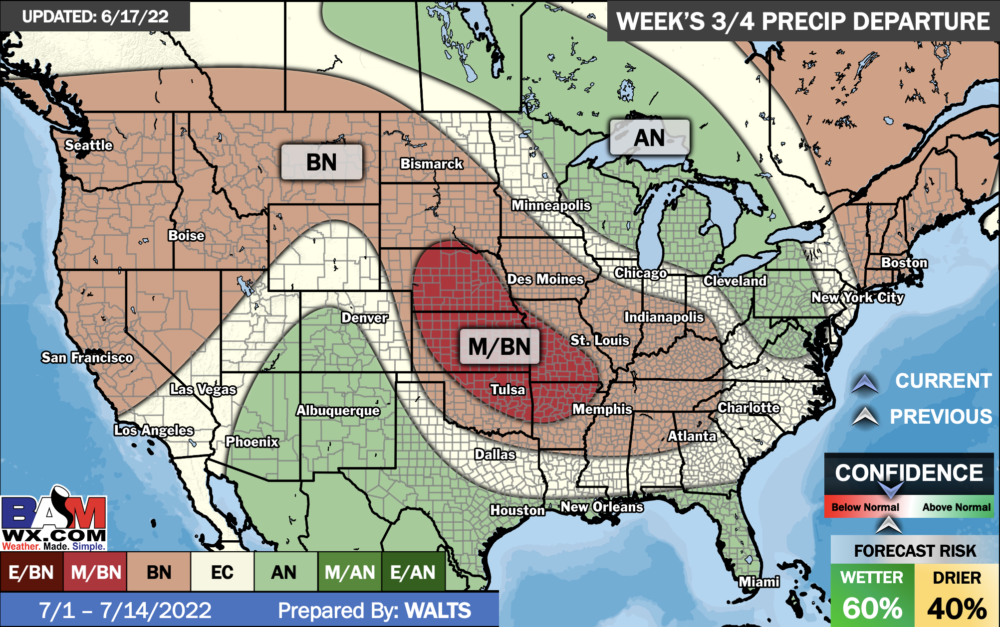 UPDATED: 6/17/22
WEEK'S 3/4 PRECIP DEPARTURE
AN
Seattle
BN
Bismarck
Minneapolis
Boise
Boston
Des Moines
Chicago
Cleveland
New York City
Denver
Indianapolis
St. Louis
M/BN
San Francisco
Las Vegas
Tulsa
CURRENT
Albuquerque
Memphis
Charlotte
PREVIOUS
Los Angeles
Phoenix
Atlanta
Dallas
CONFIDENCE
Below Normal
Above Normal
Houston
New Orleans
BAM
WX.COM
Weather. Made. Simple.
FORECAST RISK
E/BN
M/BN
BN
EC
AN
M/AN
E/AN
Miami
WETTER
DRIER
60%
40%
7/1 – 7/14/2022
Prepared By: WALTS